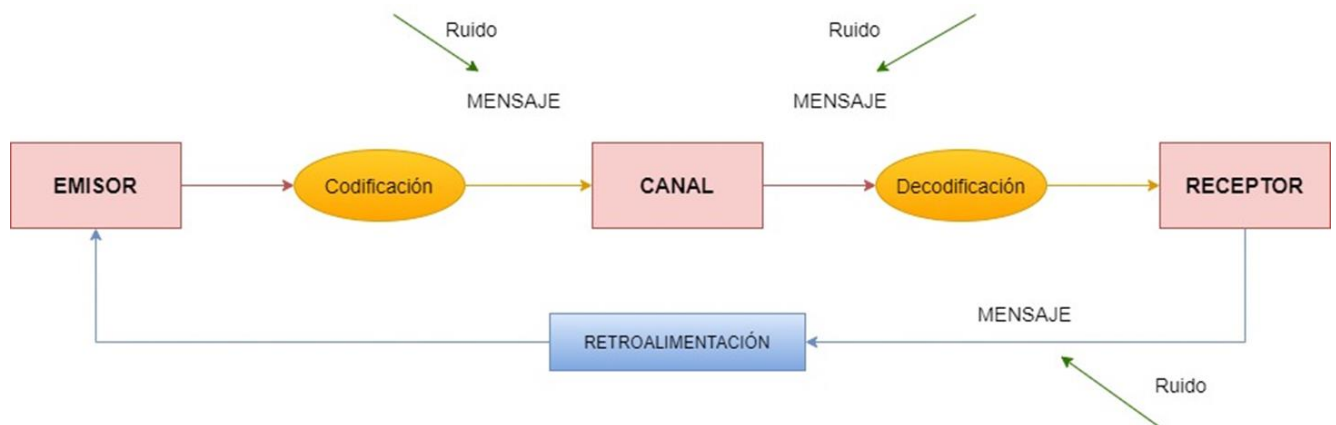 Ruido
Ruido
MENSAJE
MENSAJE
EMISOR
Codificación
CANAL
Decodificación
RECEPTOR
MENSAJE
RETROALIMENTACIÓN
Ruido